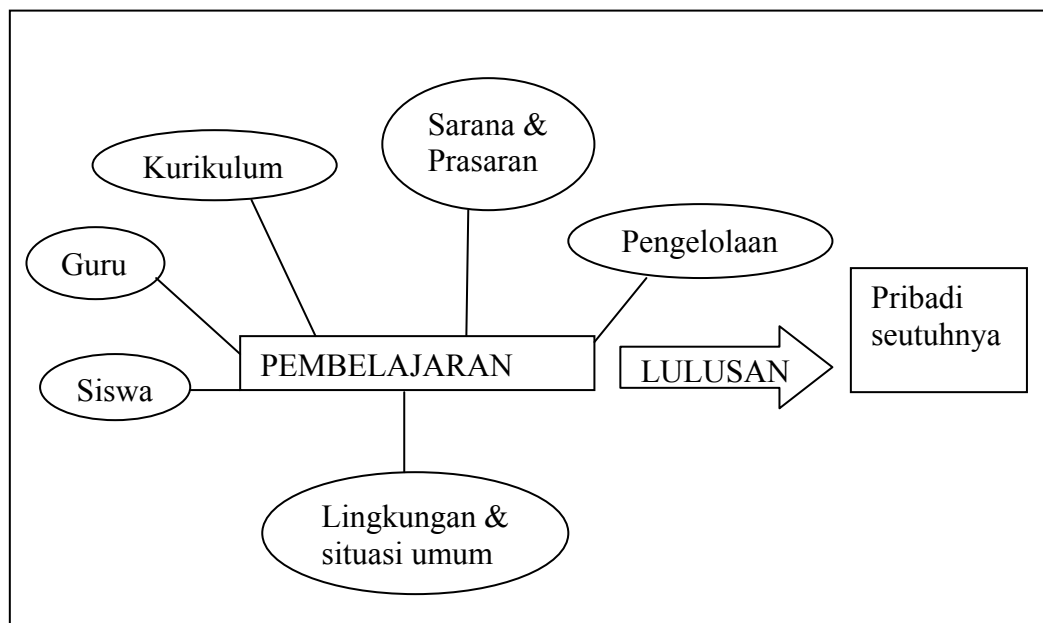 Sarana &
Prasaran
Kurikulum
Pengelolaan
Guru
Pribadi
seutuhnya
PEMBELAJARAN
LULUSAN
Siswa
Lingkungan &
situasi umum